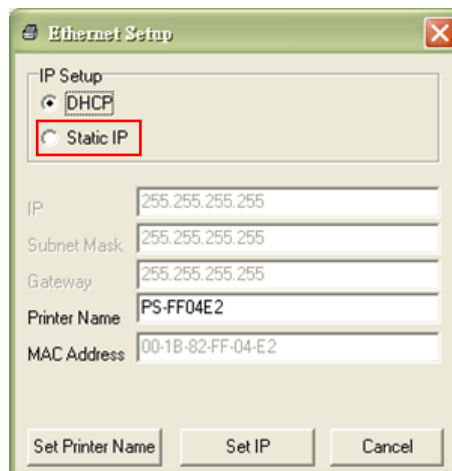 Ethernet Setup
IP Setup
DHCP
Static IP
IP 255.255.255.255
Subnet Mask 255.255.255.255
Gateway 255.255.255.255
Printer Name PS-FF04E2
MAC Address 00-1B-82-FF-04-E2
Set Printer Name Set IP Cancel